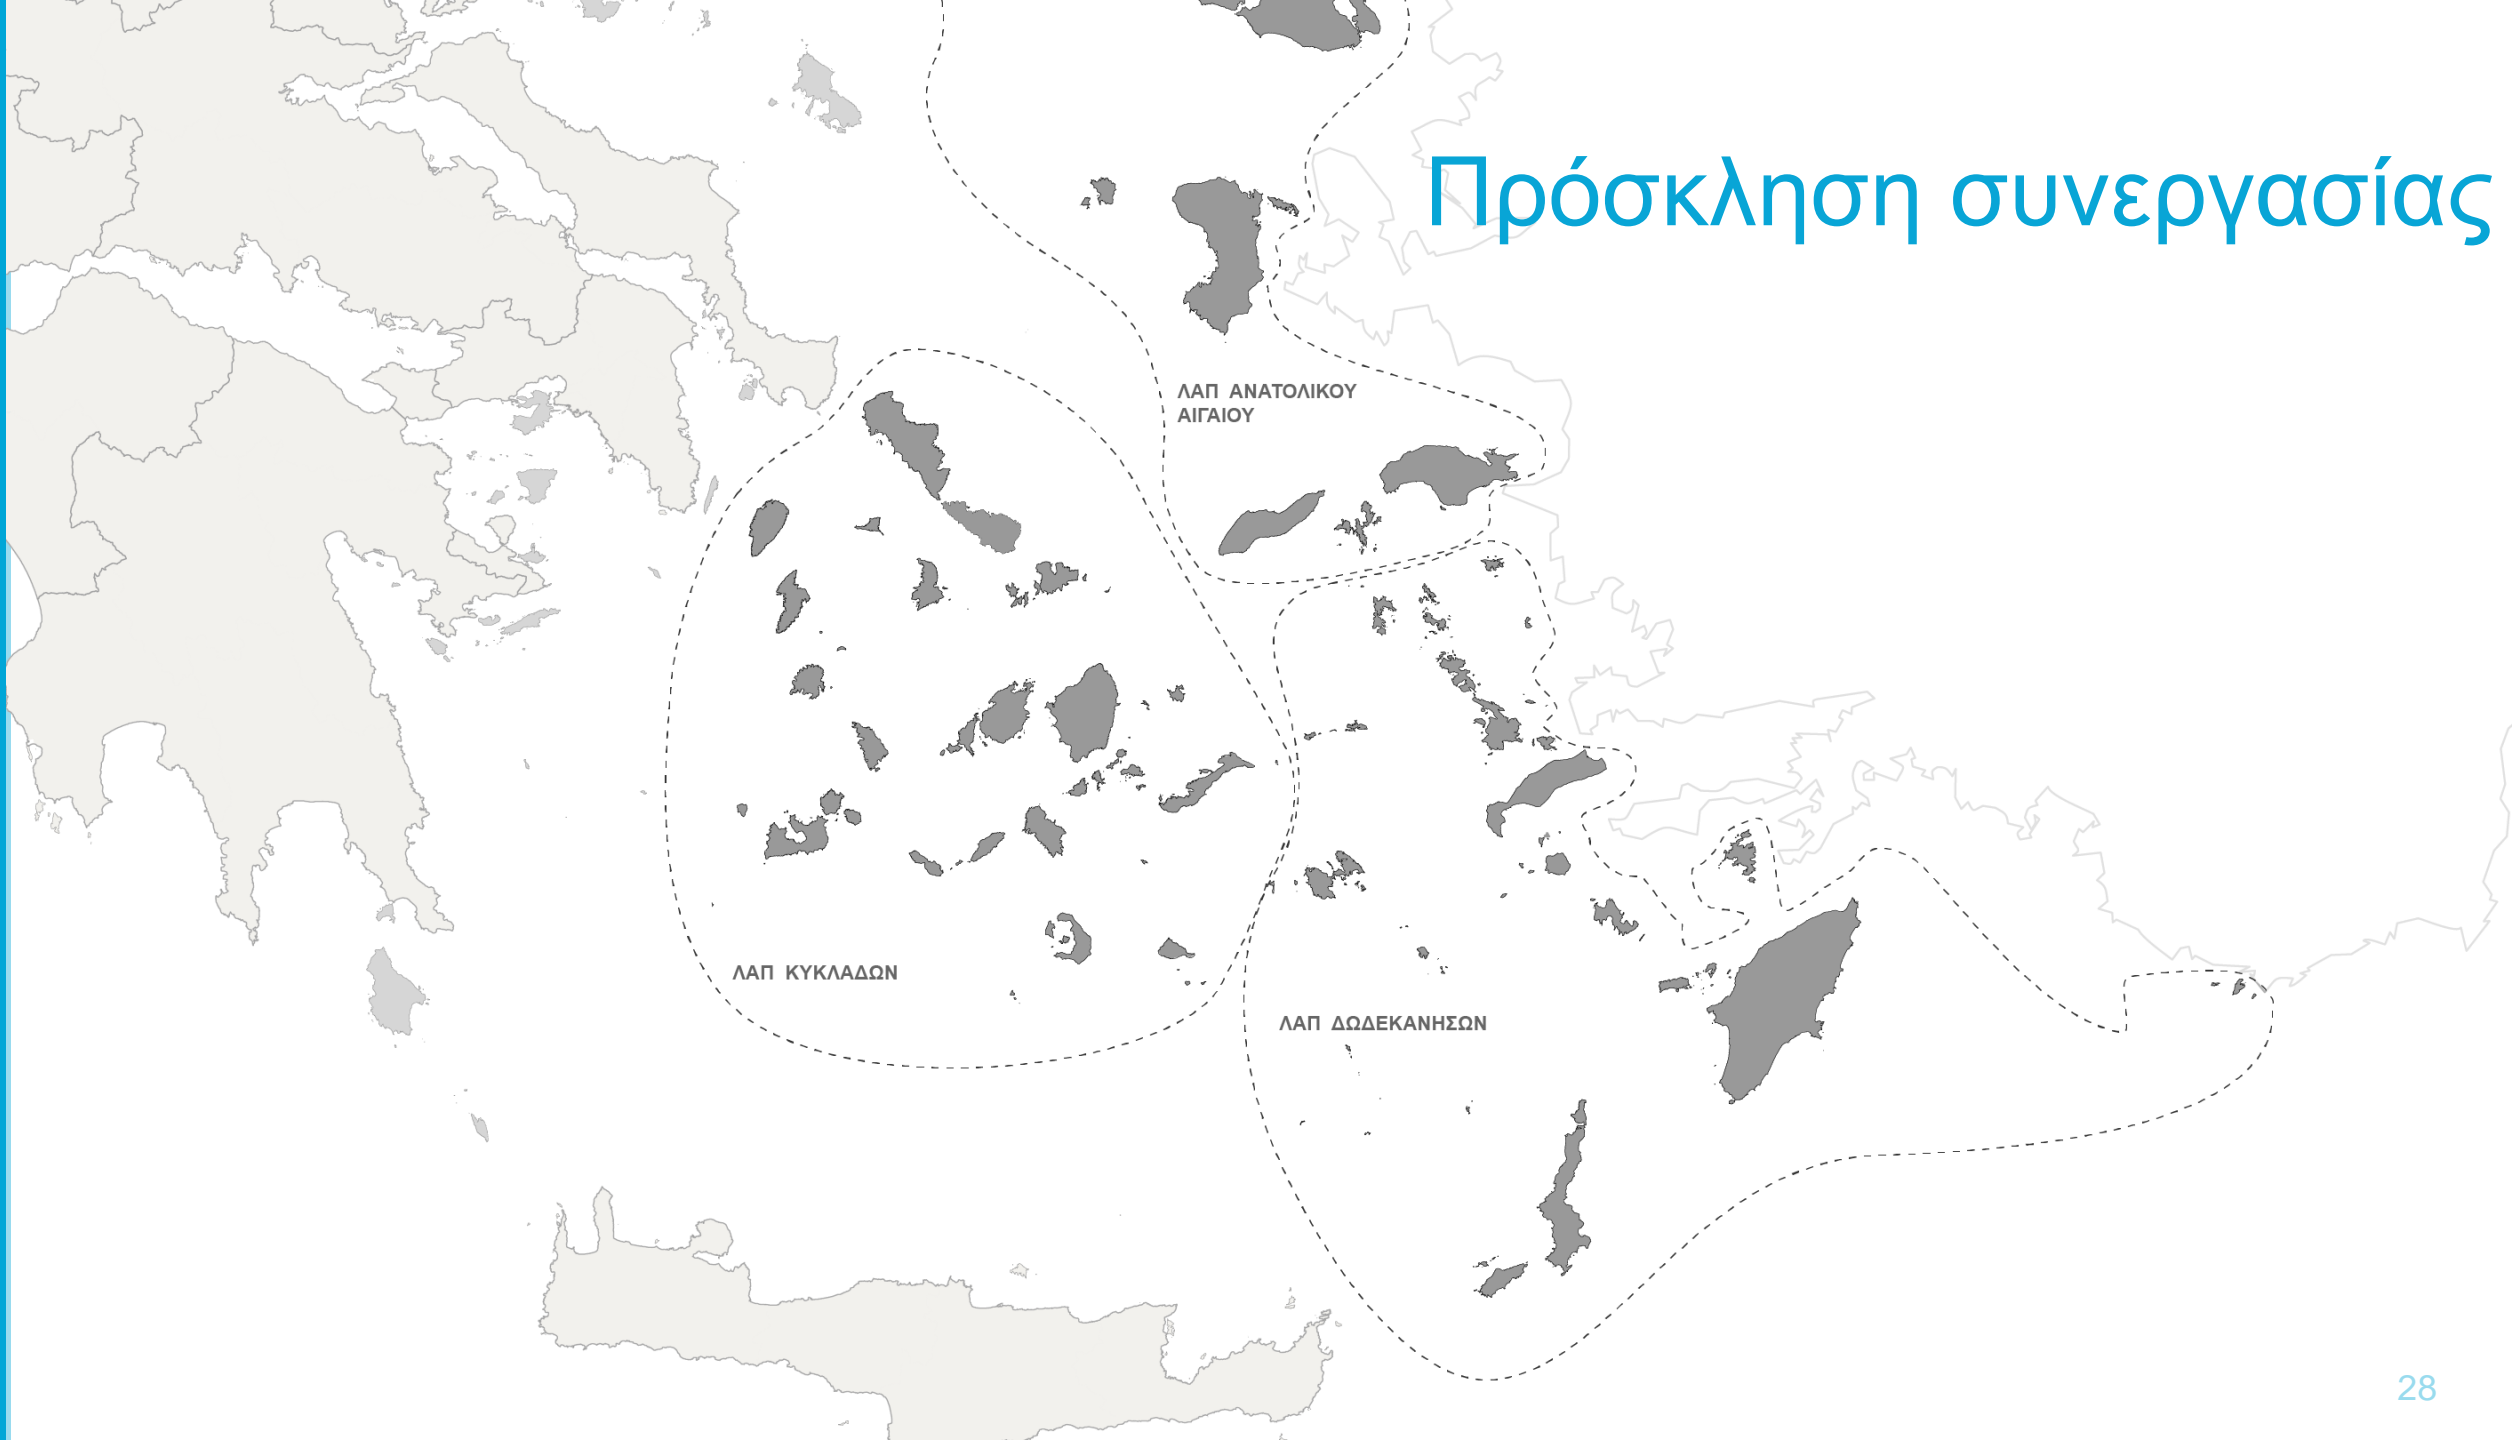 Πρόσκληση συνεργασίας
ΛΑΠ ΑΝΑΤΟΛΙΚΟΥ
ΑΙΓΑΙΟΥ
ΛΑΠ ΚΥΚΛΑΔΩΝ
ΛΑΠ ΔΩΔΕΚΑΝΗΣΩΝ
28